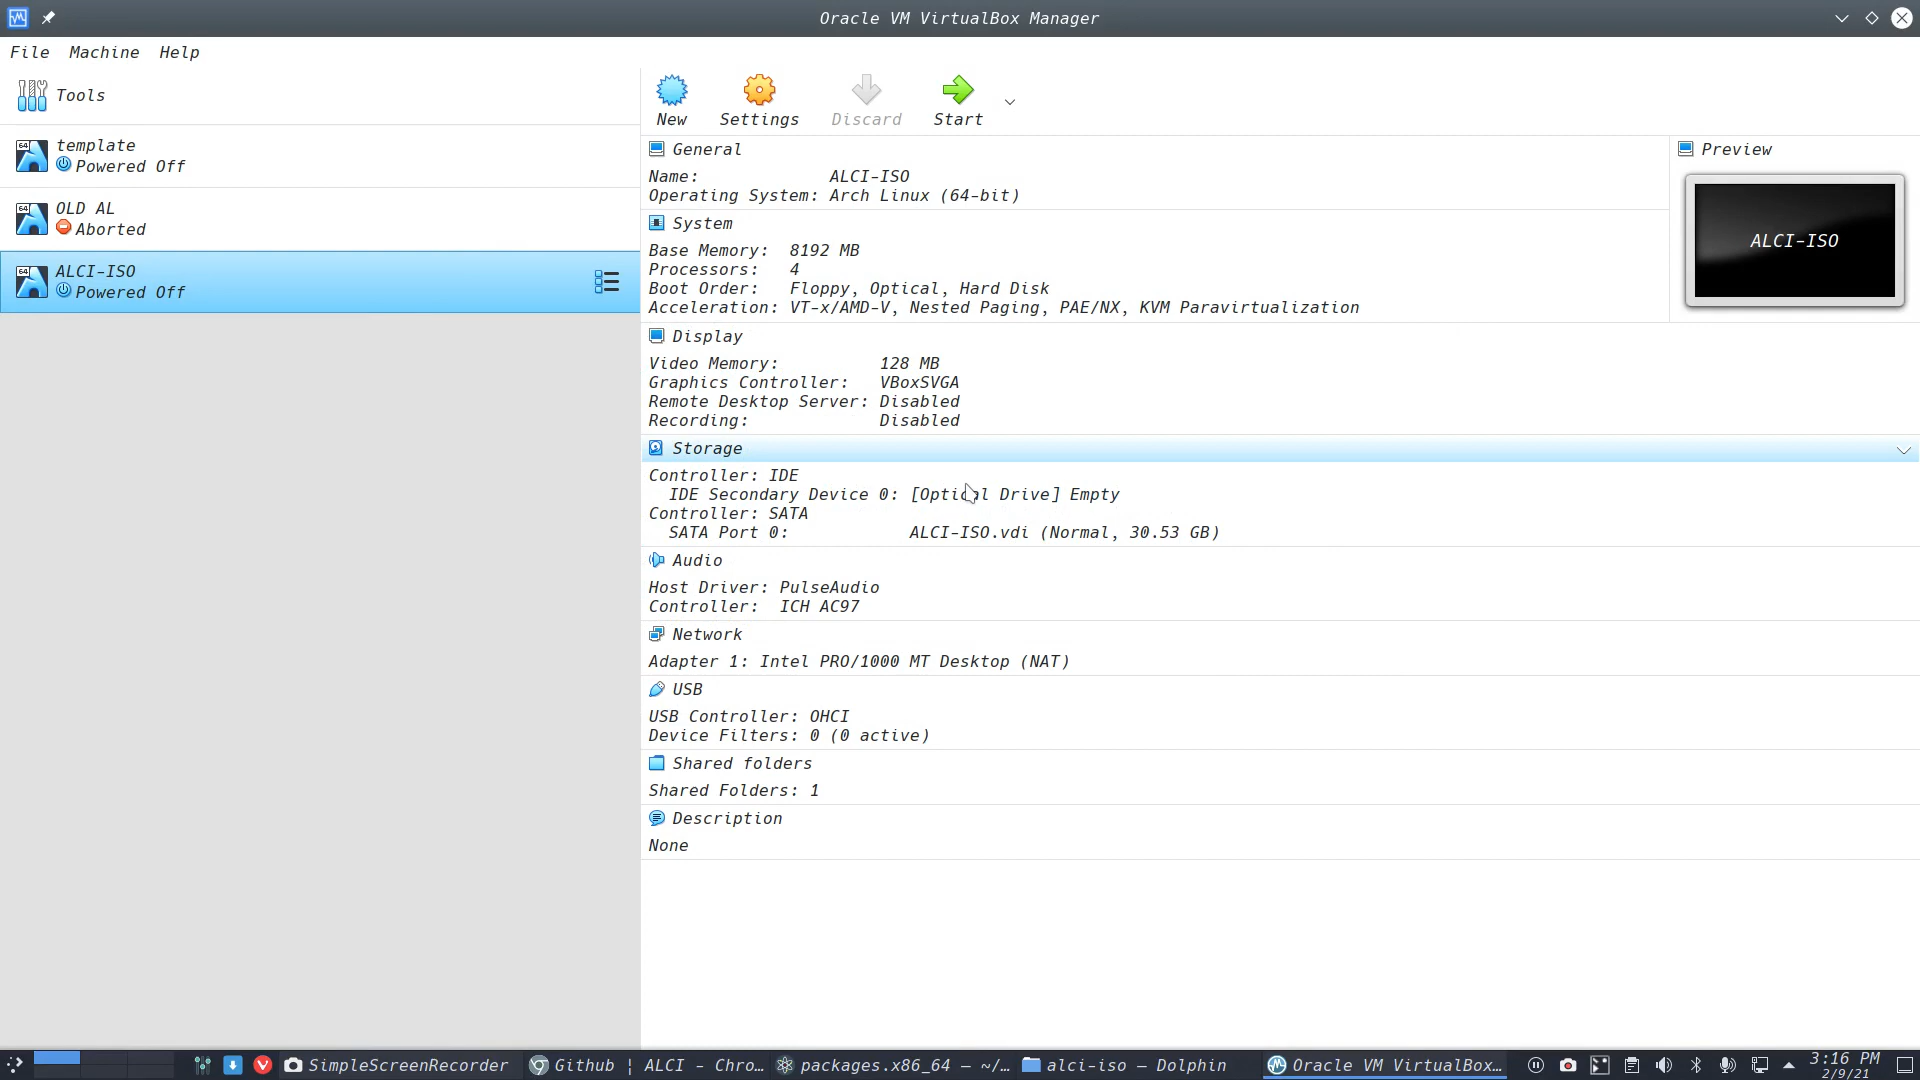 Oracle VM VirtualBox Manager
File Machine Help
Tools
64
template
Powered Off
64
OLD AL
Aborted
64
ALCI-ISO
Powered Off
New Settings Discard Start
General
Name: ALCI-ISO
Operating System: Arch Linux (64-bit)
System
Base Memory: 8192 MB
Processors: 4
Boot Order: Floppy, Optical, Hard Disk
Acceleration: VT-x/AMD-V, Nested Paging, PAE/NX, KVM Paravirtualization
Display
Video Memory: 128 MB
Graphics Controller: VBoxSVGA
Remote Desktop Server: Disabled
Recording: Disabled
Storage
Controller: IDE
IDE Secondary Device 0: [Optical Drive] Empty
Controller: SATA
SATA Port 0: ALCI-ISO.vdi (Normal, 30.53 GB)
Audio
Host Driver: PulseAudio
Controller: ICH AC97
Network
Adapter 1: Intel PRO/1000 MT Desktop (NAT)
USB
USB Controller: OHCI
Device Filters: 0 (0 active)
Shared folders
Shared Folders: 1
Description
None
Preview
ALCI-ISO
SimpleScreenRecorder
Github ¦ ALCI - Chro...
packages.x86_64 — ~/...
alci-iso — Dolphin
Oracle VM VirtualBox...
3:16 PM
2/9/21